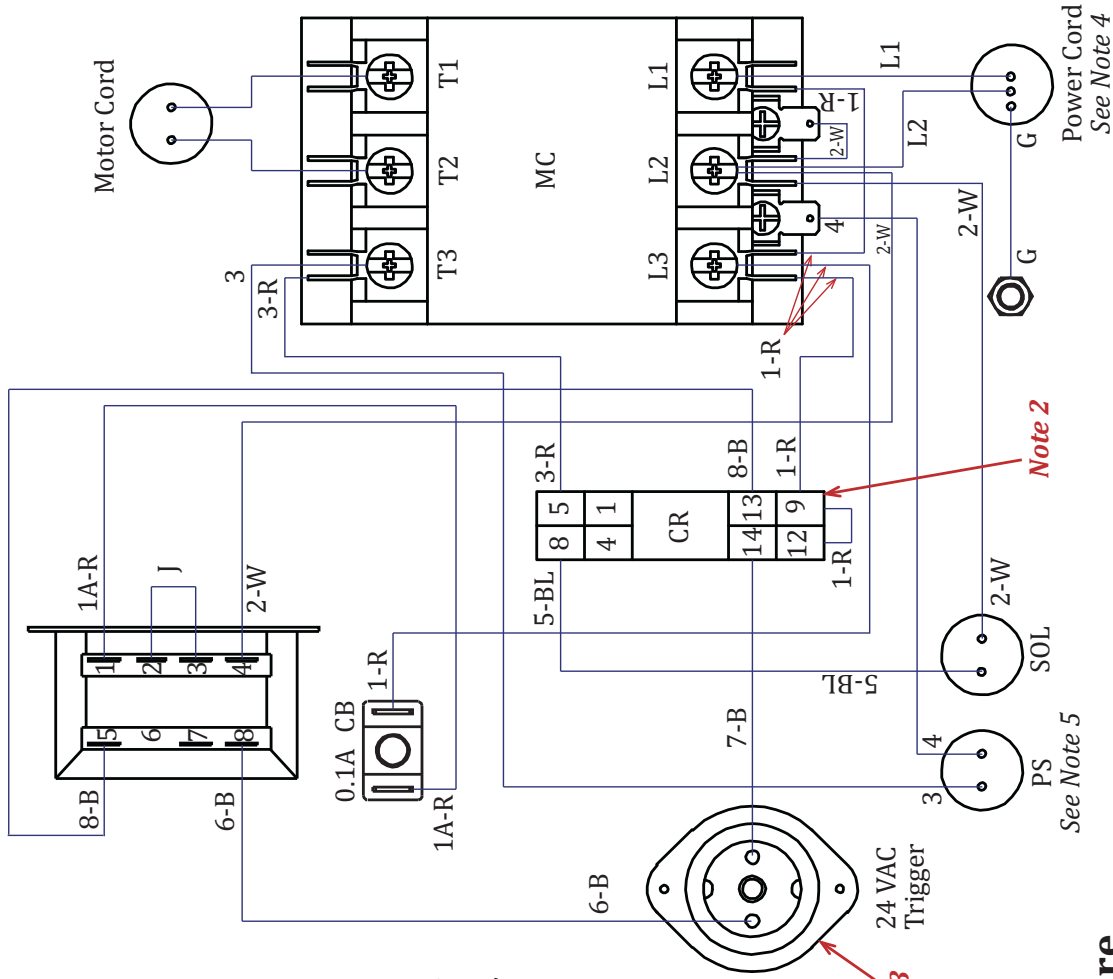 Motor Cord
T1
T2
T3
MC
L1
L2
L3
1-R
2-W
4
2-W
L1
L2
Power Cord
See Note 4
G
G
2-W
3
3-R
1-R
1A-R
J
2-W
1
2
3
4
5
6
7
8
8-B
6-B
0.1A CB
1-R
1A-R
3-R
8-B
1-R
5
1
8
4
CR
13
9
14
12
5-BL
1-R
Note 2
7-B
5-BL
2-W
SOL
4
3
PS
See Note 5
6-B
24 VAC
Trigger
3
re